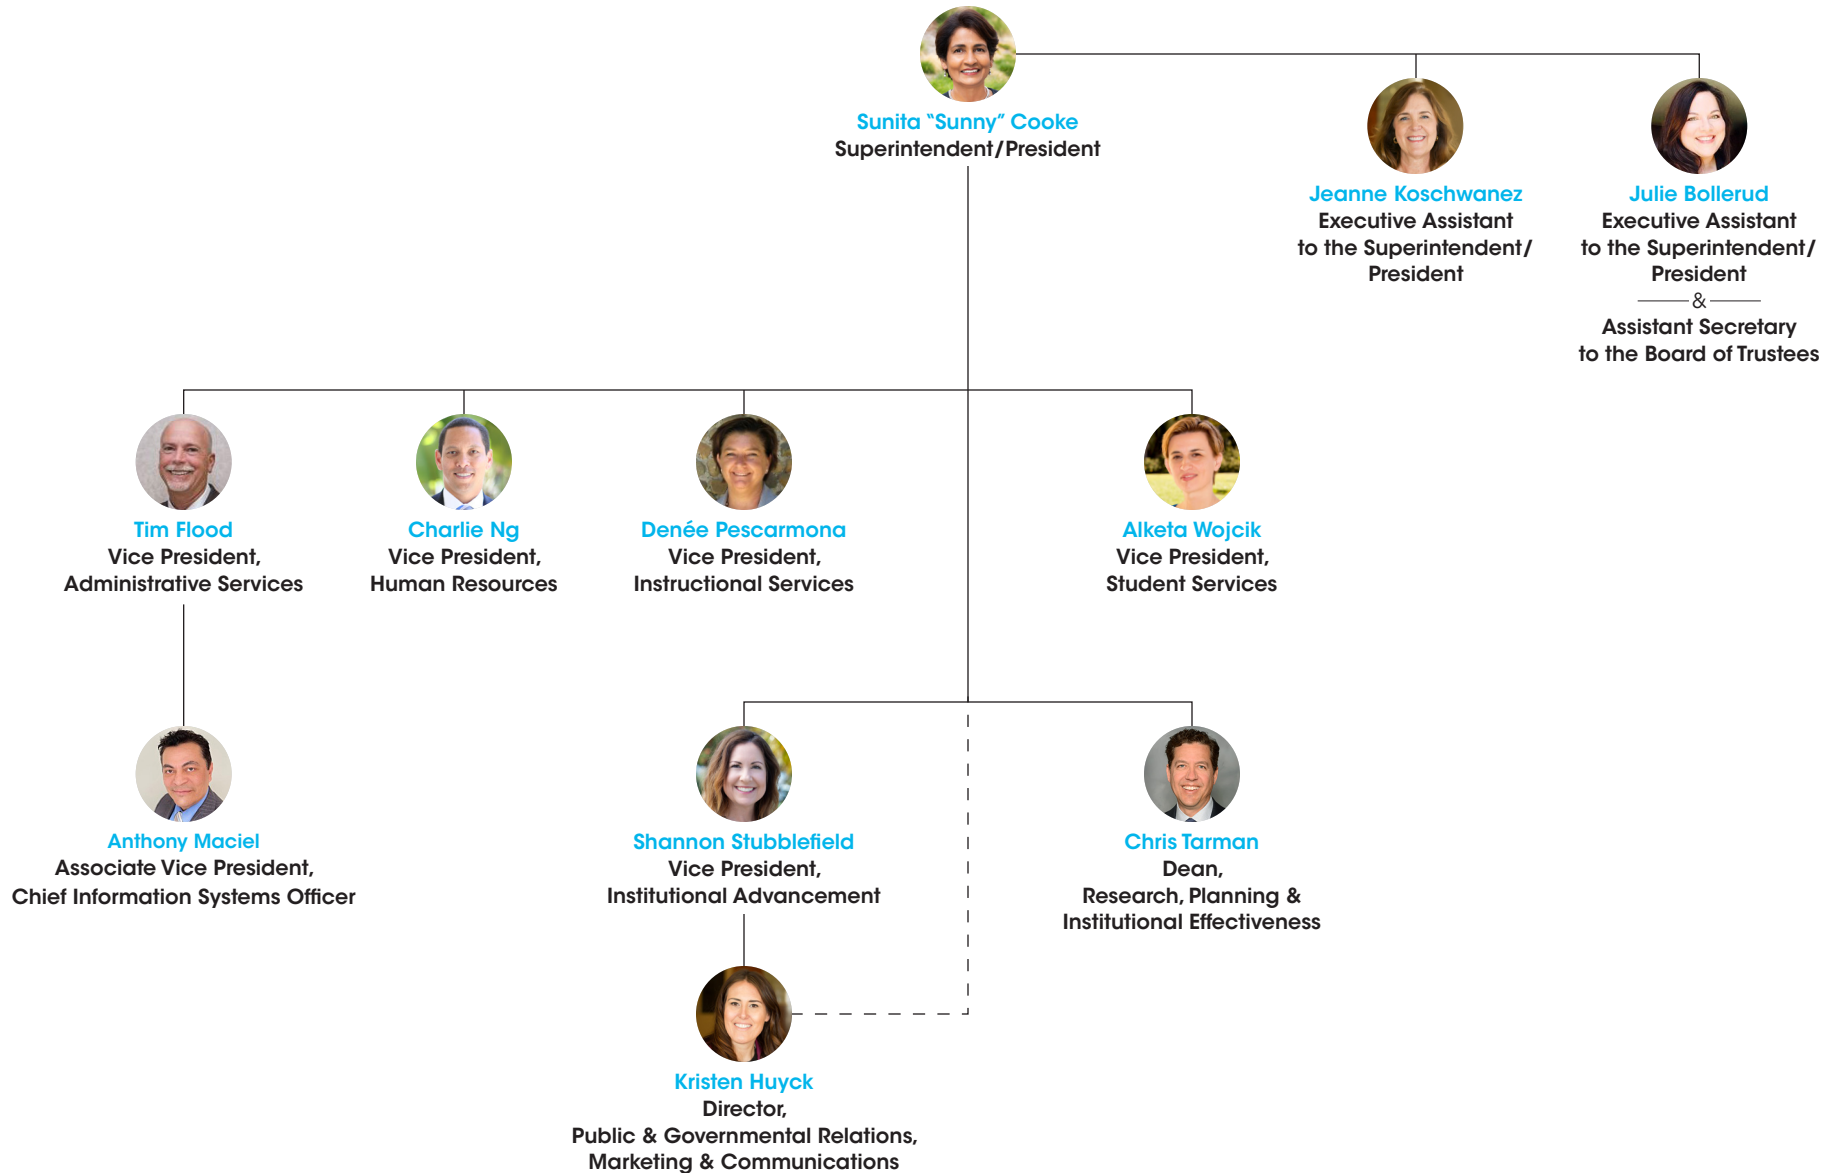 Sunita “Sunny” Cooke
Superintendent/President
Jeanne Koschwanez
Executive Assistant
to the Superintendent/
President
Julie Bollerud
Executive Assistant
to the Superintendent/
President
&
Assistant Secretary
to the Board of Trustees
Tim Flood
Vice President,
Administrative Services
Charlie Ng
Vice President,
Human Resources
Denée Pescarmona
Vice President,
Instructional Services
Alketa Wojcik
Vice President,
Student Services
Anthony Maciel
Associate Vice President,
Chief Information Systems Officer
Shannon Stubblefield
Vice President,
Institutional Advancement
Chris Tarman
Dean,
Research, Planning &
Institutional Effectiveness
Kristen Huyck
Director,
Public & Governmental Relations,
Marketing & Communications